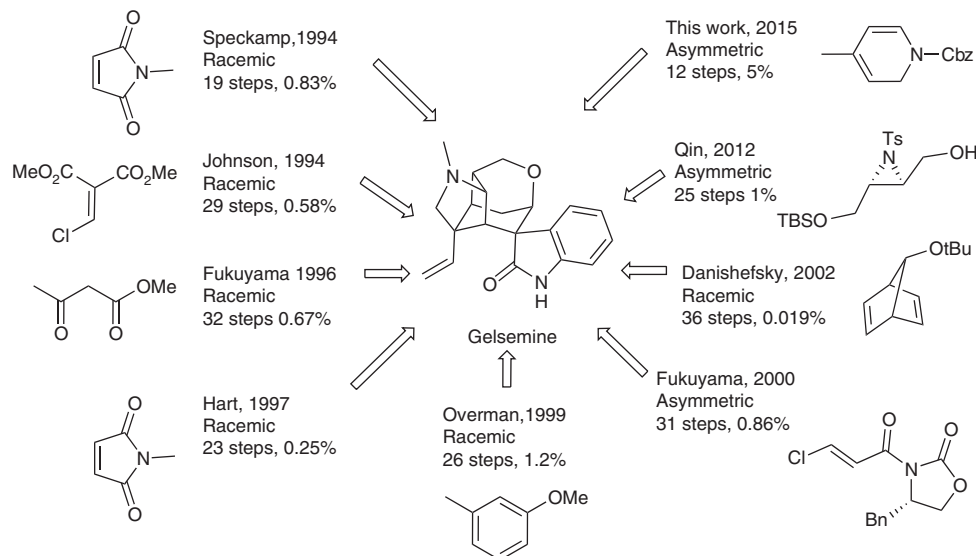 Speckamp,1994
Racemic
19 steps, 0.83%
O
N
O
This work, 2015
Asymmetric
12 steps, 5%
N
Cbz
Johnson, 1994
Racemic
29 steps, 0.58%
MeO₂C
CO₂Me
Cl
Qin, 2012
Asymmetric
25 steps 1%
Ts
N
OH
TBSO
N
O
O
N
H
Gelsemine
Fukuyama 1996
Racemic
32 steps 0.67%
OMe
O
O
Danishefsky, 2002
Racemic
36 steps, 0.019%
OtBu
Hart, 1997
Racemic
23 steps, 0.25%
O
N
O
Overman,1999
Racemic
26 steps, 1.2%
OMe
Fukuyama, 2000
Asymmetric
31 steps, 0.86%
O
O
Cl
N
O
Bn